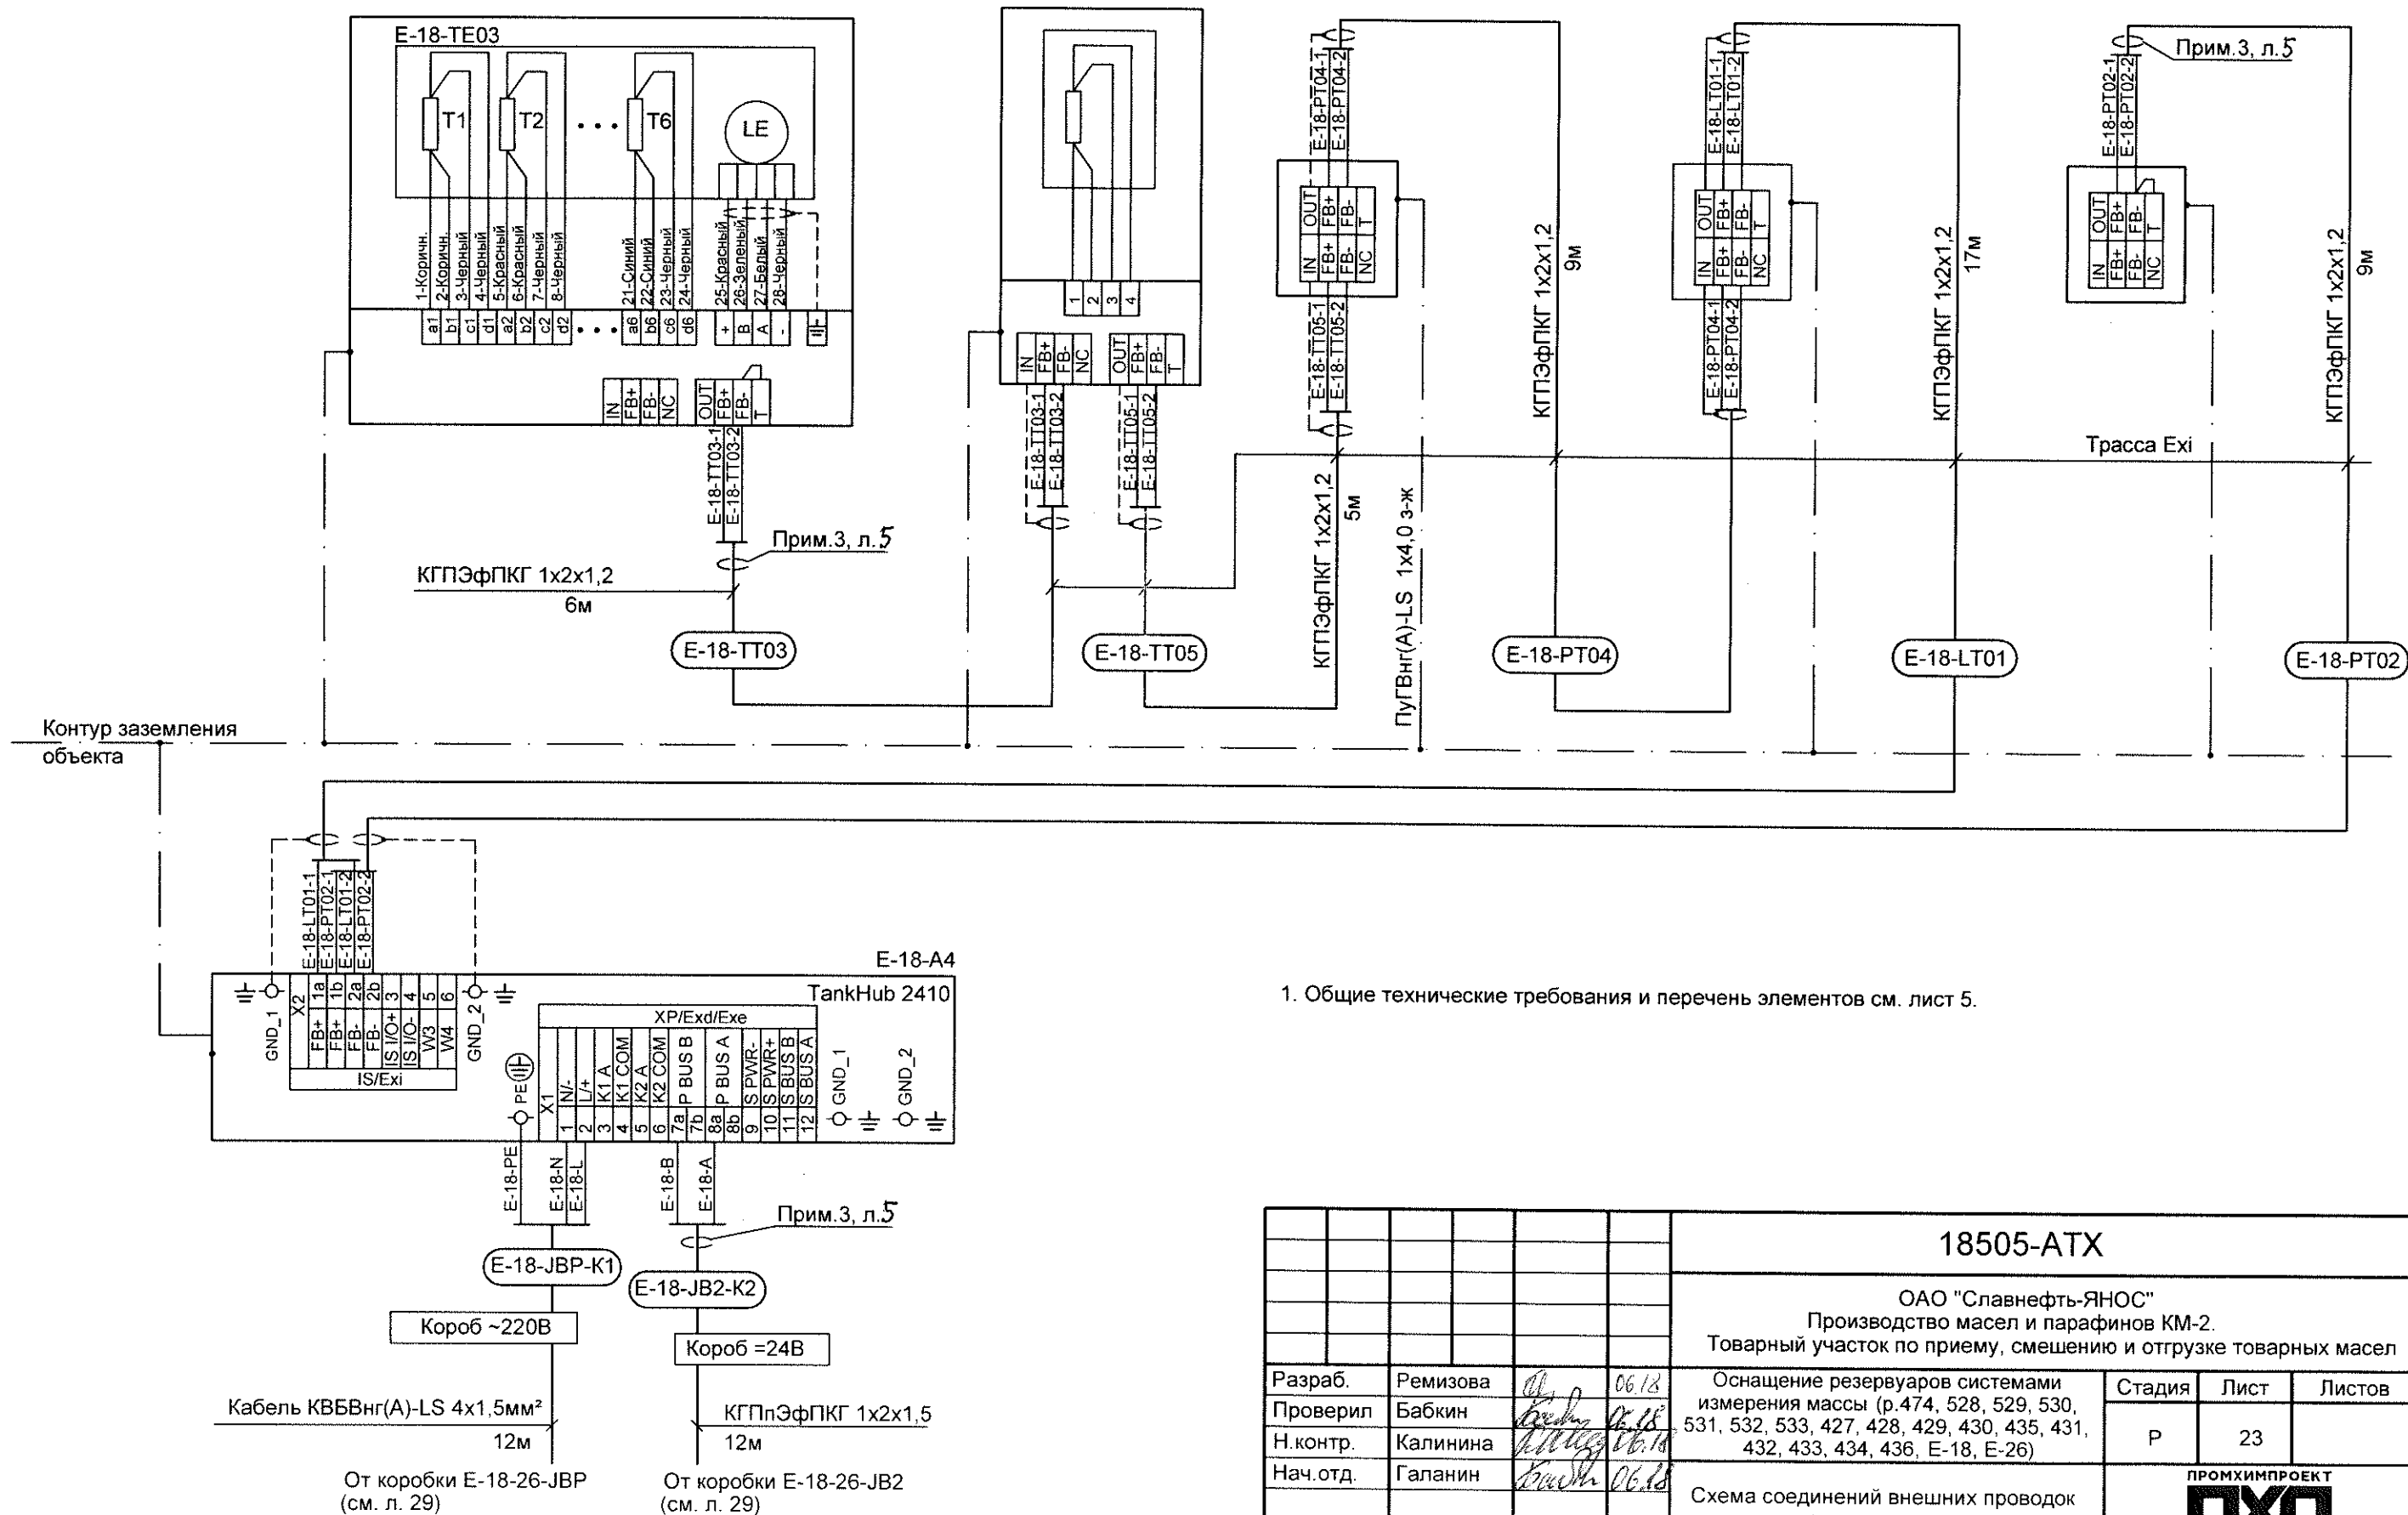 E-18-TE03
T1
T2
T6
LE
1-Коричн.
2-Коричн.
3-Черный
4-Черный
5-Красный
6-Красный
7-Черный
8-Черный
21-Синий
22-Синий
23-Черный
24-Черный
25-Красный
26-Зеленый
27-Белый
28-Черный
a1 b1 c1 d1 a2 b2 c2 d2
a6 b6 c6 d6
+ B A -
IN FB+ FB- NC
OUT FB+ FB- T
E-18-TT03-1
E-18-TT03-2
Прим.3, л.5
КГПЭфПКГ 1x2x1,2
6м
E-18-TT03
1 2 3 4
IN FB+ FB- NC
OUT FB+ FB- T
E-18-TT03-1
E-18-TT03-2
E-18-TT05-1
E-18-TT05-2
E-18-TT05
E-18-PT04-1
E-18-PT04-2
OUT FB+ FB- T
IN FB+ FB- NC
E-18-TT05-1
E-18-TT05-2
КГПЭфПКГ 1x2x1,2
5м
ПуГВнг(А)-LS 1x4,0 з-ж
КГПЭфПКГ 1x2x1,2
9м
E-18-PT04
E-18-LT01-1
E-18-LT01-2
OUT FB+ FB- T
IN FB+ FB- NC
E-18-PT04-1
E-18-PT04-2
КГПЭфПКГ 1x2x1,2
17м
E-18-LT01
Прим.3, л.5
E-18-PT02-1
E-18-PT02-2
OUT FB+ FB- T
IN FB+ FB- NC
КГПЭфПКГ 1x2x1,2
9м
Трасса Exi
E-18-PT02
Контур заземления
объекта
E-18-LT01-1
E-18-PT02-1
E-18-LT01-2
E-18-PT02-2
E-18-A4
TankHub 2410
GND_1
X2
1a 1b 2a 2b 3 4 5 6
FB+ FB+ FB- FB- IS I/O+ IS I/O- W3 W4
IS/Exi
GND_2
PE
XP/Exd/Exe
X1
N/- L/+ K1 A K1 COM K2 A K2 COM P BUS B P BUS A S PWR- S PWR+ S BUS B S BUS A
1 2 3 4 5 6 7a 7b 8a 8b 9 10 11 12
GND_1
GND_2
E-18-PE
E-18-N
E-18-L
E-18-B
E-18-A
Прим.3, л.5
E-18-JBP-K1
E-18-JB2-K2
Короб ~220В
Короб =24В
Кабель КВБВнг(А)-LS 4x1,5мм²
12м
КГПпЭфПКГ 1x2x1,5
12м
От коробки E-18-26-JBP
(см. л. 29)
От коробки E-18-26-JB2
(см. л. 29)
1. Общие технические требования и перечень элементов см. лист 5.
18505-АТХ
ОАО "Славнефть-ЯНОС"
Производство масел и парафинов КМ-2.
Товарный участок по приему, смешению и отгрузке товарных масел
Разраб. Ремизова 06.18
Проверил Бабкин 06.18
Н.контр. Калинина 06.18
Нач.отд. Галанин 06.18
Оснащение резервуаров системами
измерения массы (р.474, 528, 529, 530,
531, 532, 533, 427, 428, 429, 430, 435, 431,
432, 433, 434, 436, E-18, E-26)
Стадия Лист Листов
Р 23
Схема соединений внешних проводок
ПРОМХИМПРОЕКТ
ПХП